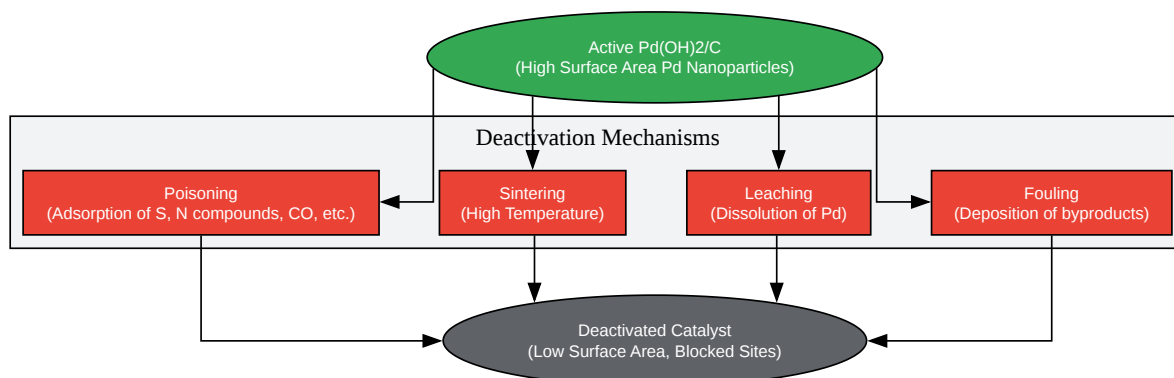 Active Pd(OH)2/C
(High Surface Area Pd Nanoparticles)
Deactivation Mechanisms
Poisoning
(Adsorption of S, N compounds, CO, etc.)
Sintering
(High Temperature)
Leaching
(Dissolution of Pd)
Fouling
(Deposition of byproducts)
Deactivated Catalyst
(Low Surface Area, Blocked Sites)